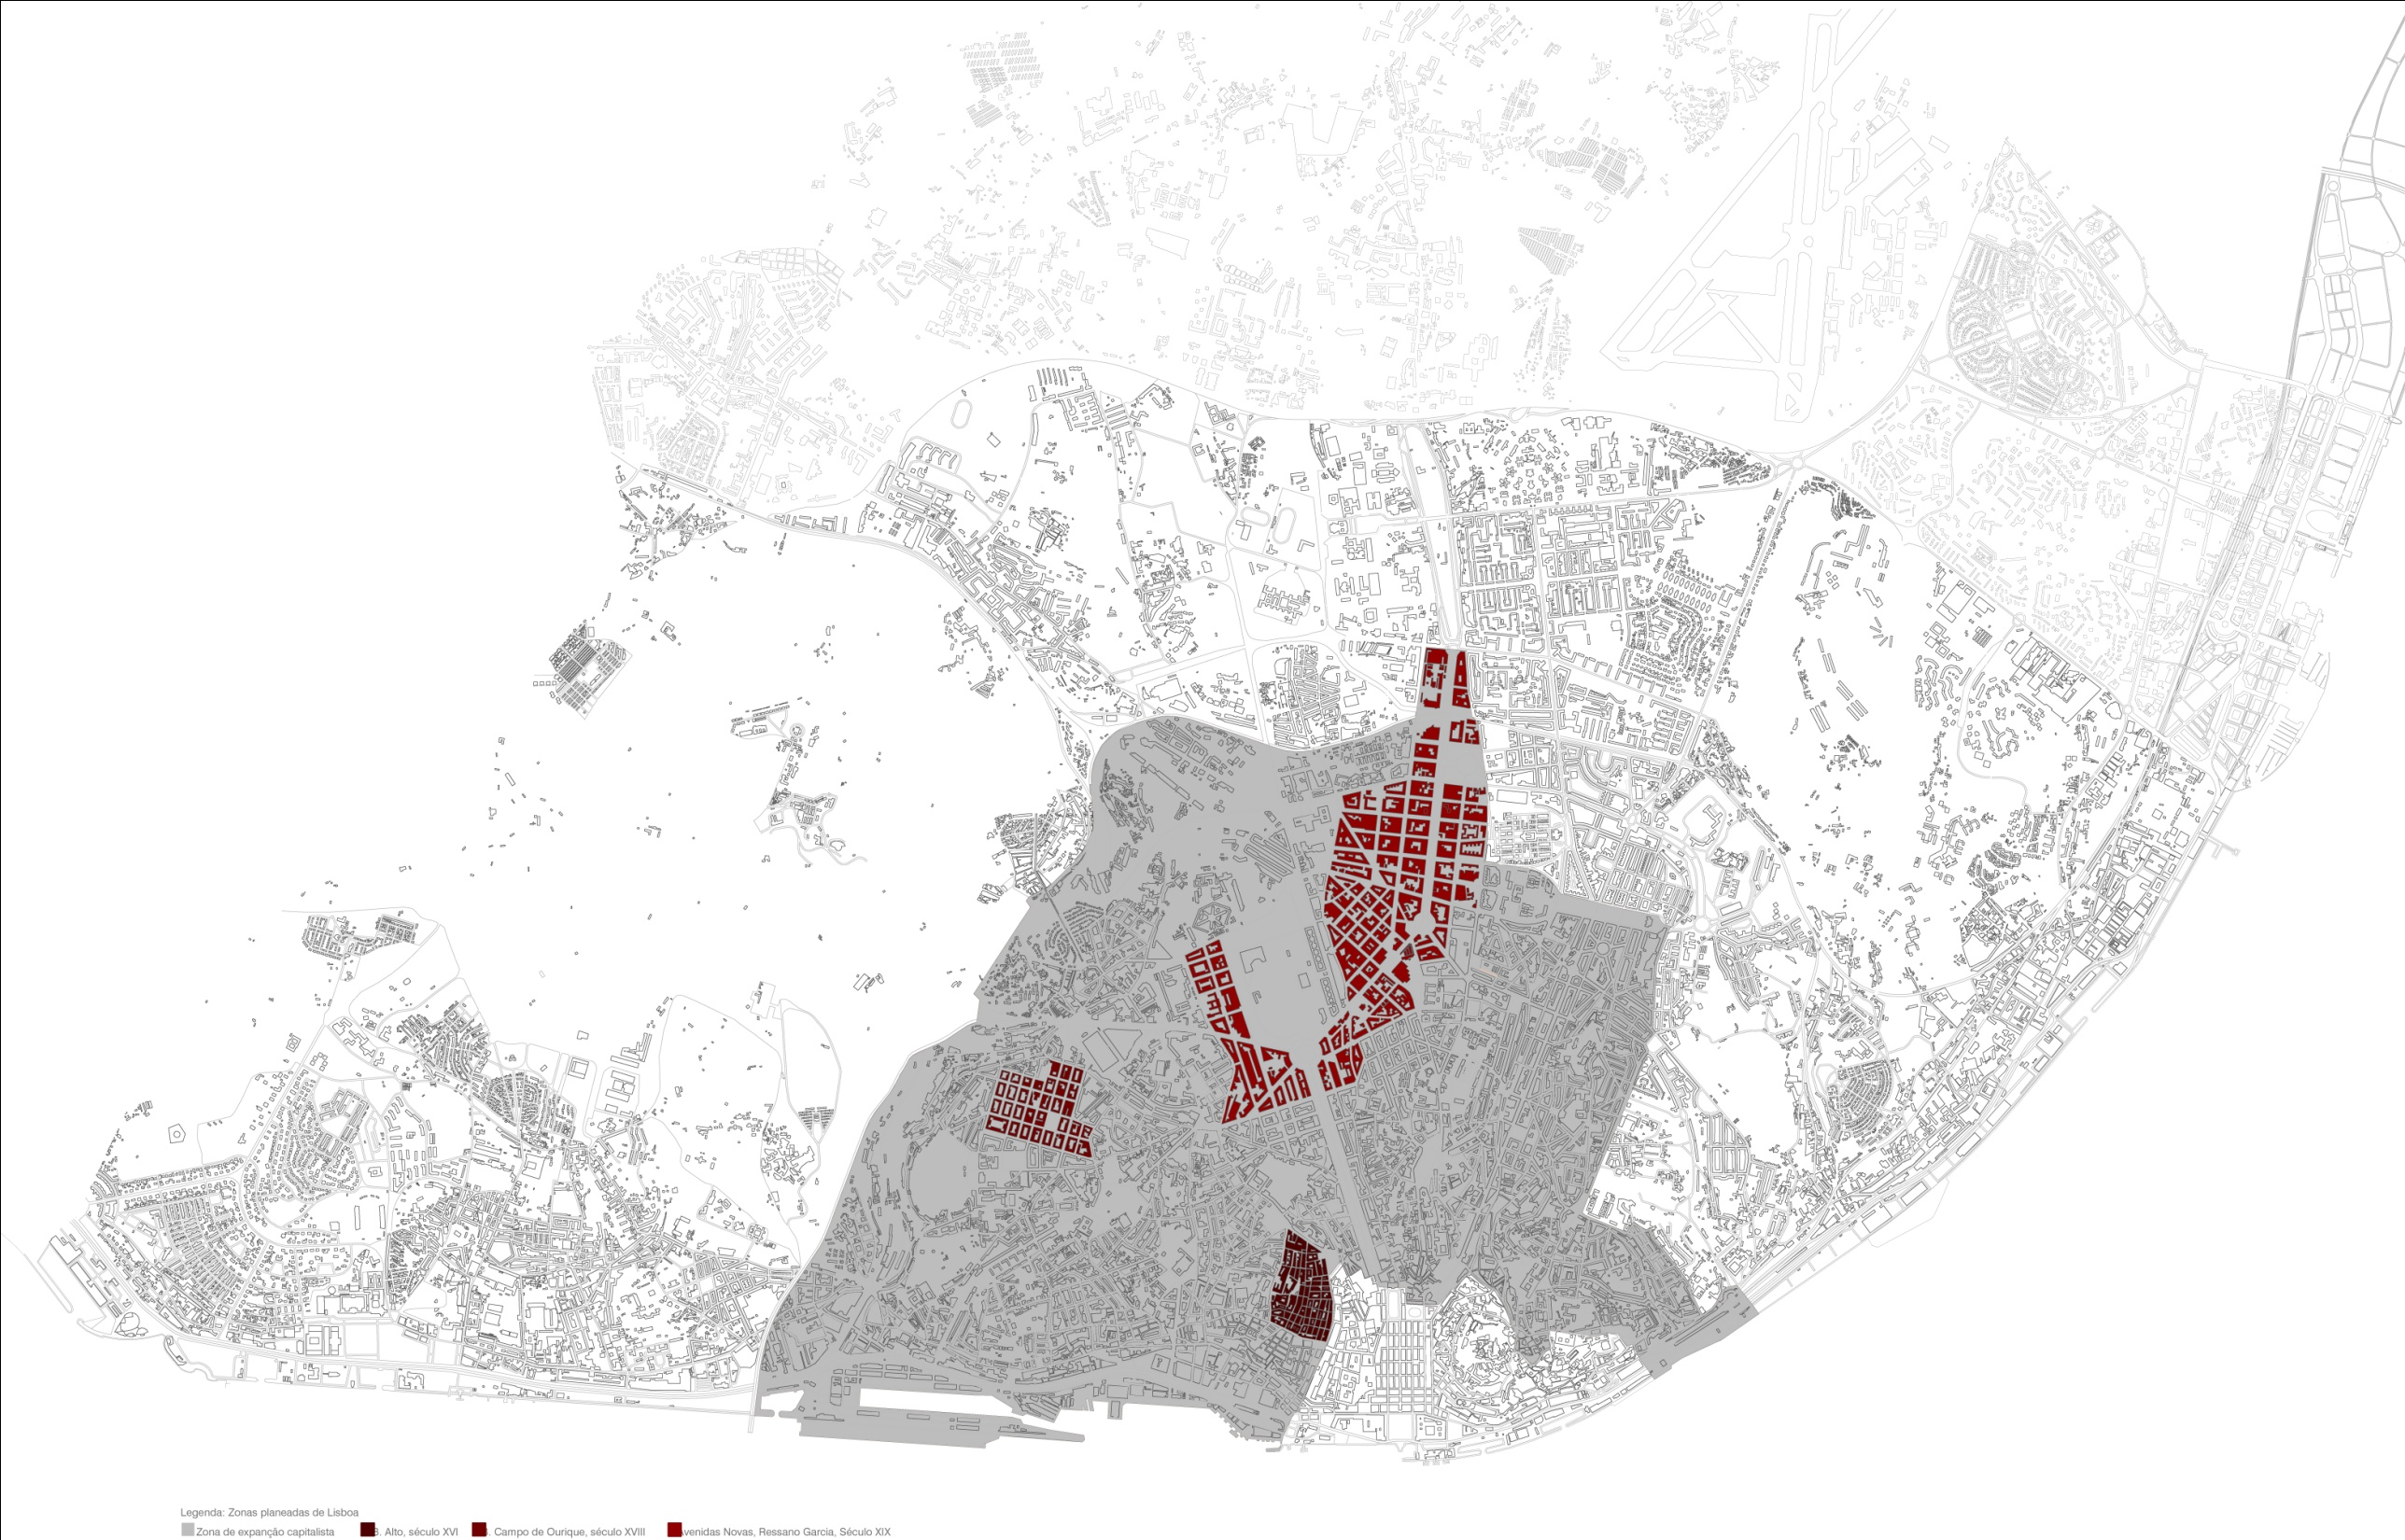 Legenda: Zonas planeadas de Lisboa
Zona de expanção capitalista B. Alto, século XVI . Campo de Ourique, século XVIII venidas Novas, Ressano Garcia, Século XIX